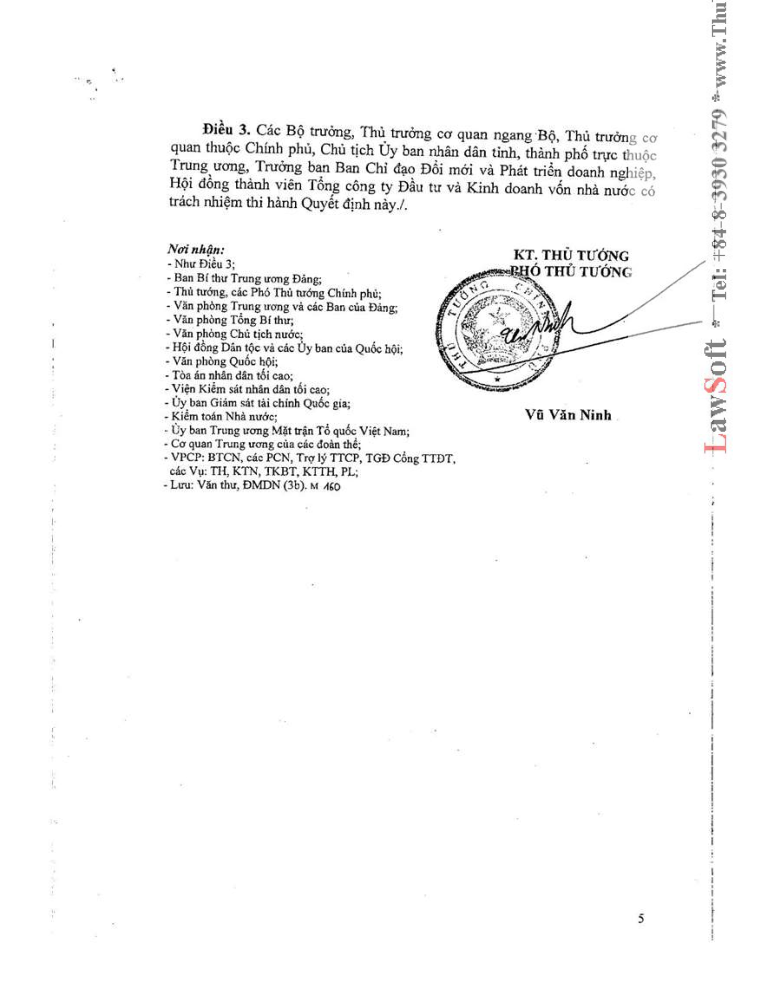 Điều 3. Các Bộ trưởng, Thủ trưởng cơ quan ngang Bộ, Thủ trưởng cơ
quan thuộc Chính phủ, Chủ tịch Ủy ban nhân dân tỉnh, thành phố trực thuộc
Trung ương, Trưởng ban Ban Chỉ đạo Đổi mới và Phát triển doanh nghiệp,
Hội đồng thành viên Tổng công ty Đầu tư và Kinh doanh vốn nhà nước có
trách nhiệm thi hành Quyết định này./.
Nơi nhận:
- Như Điều 3;
- Ban Bí thư Trung ương Đảng;
- Thủ tướng, các Phó Thủ tướng Chính phủ;
- Văn phòng Trung ương và các Ban của Đảng;
- Văn phòng Tổng Bí thư;
- Văn phòng Chủ tịch nước;
- Hội đồng Dân tộc và các Ủy ban của Quốc hội;
- Văn phòng Quốc hội;
- Tòa án nhân dân tối cao;
- Viện Kiểm sát nhân dân tối cao;
- Ủy ban Giám sát tài chính Quốc gia;
- Kiểm toán Nhà nước;
- Ủy ban Trung ương Mặt trận Tổ quốc Việt Nam;
- Cơ quan Trung ương của các đoàn thể;
- VPCP: BTCN, các PCN, Trợ lý TTCP, TGĐ Cổng TTĐT,
các Vụ: TH, KTN, TKBT, KTTH, PL;
- Lưu: Văn thư, ĐMDN (3b). M 160
KT. THỦ TƯỚNG
PHÓ THỦ TƯỚNG
THỦ TƯỚNG CHÍNH PHỦ
Vũ Văn Ninh
5
LawSoft * Tel: +84-8-3930 3279 * www.Thu